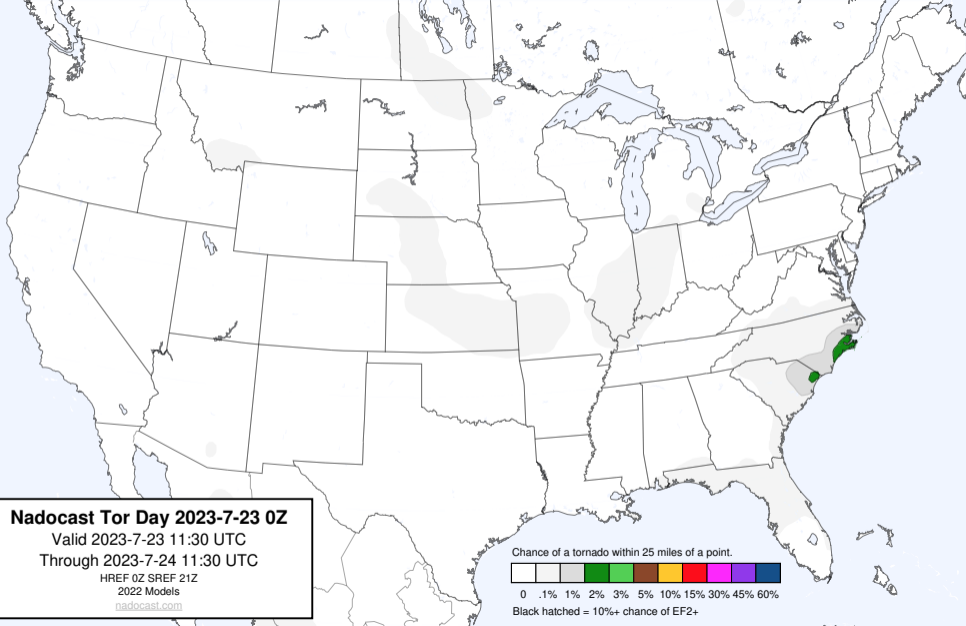 Nadocast Tor Day 2023-7-23 0Z
Valid 2023-7-23 11:30 UTC
Through 2023-7-24 11:30 UTC
HREF 0Z SREF 21Z
2022 Models
nadocast.com
Chance of a tornado within 25 miles of a point.
0 .1% 1% 2% 3% 5% 10% 15% 30% 45% 60%
Black hatched = 10%+ chance of EF2+